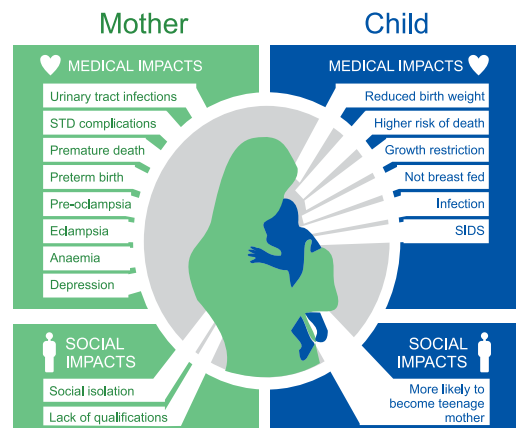 Mother
Child
MEDICAL IMPACTS
Urinary tract infections
STD complications
Premature death
Preterm birth
Pre-oclampsia
Eclampsia
Anaemia
Depression
MEDICAL IMPACTS
Reduced birth weight
Higher risk of death
Growth restriction
Not breast fed
Infection
SIDS
SOCIAL
IMPACTS
Social isolation
Lack of qualifications
SOCIAL
IMPACTS
More likely to
become teenage
mother